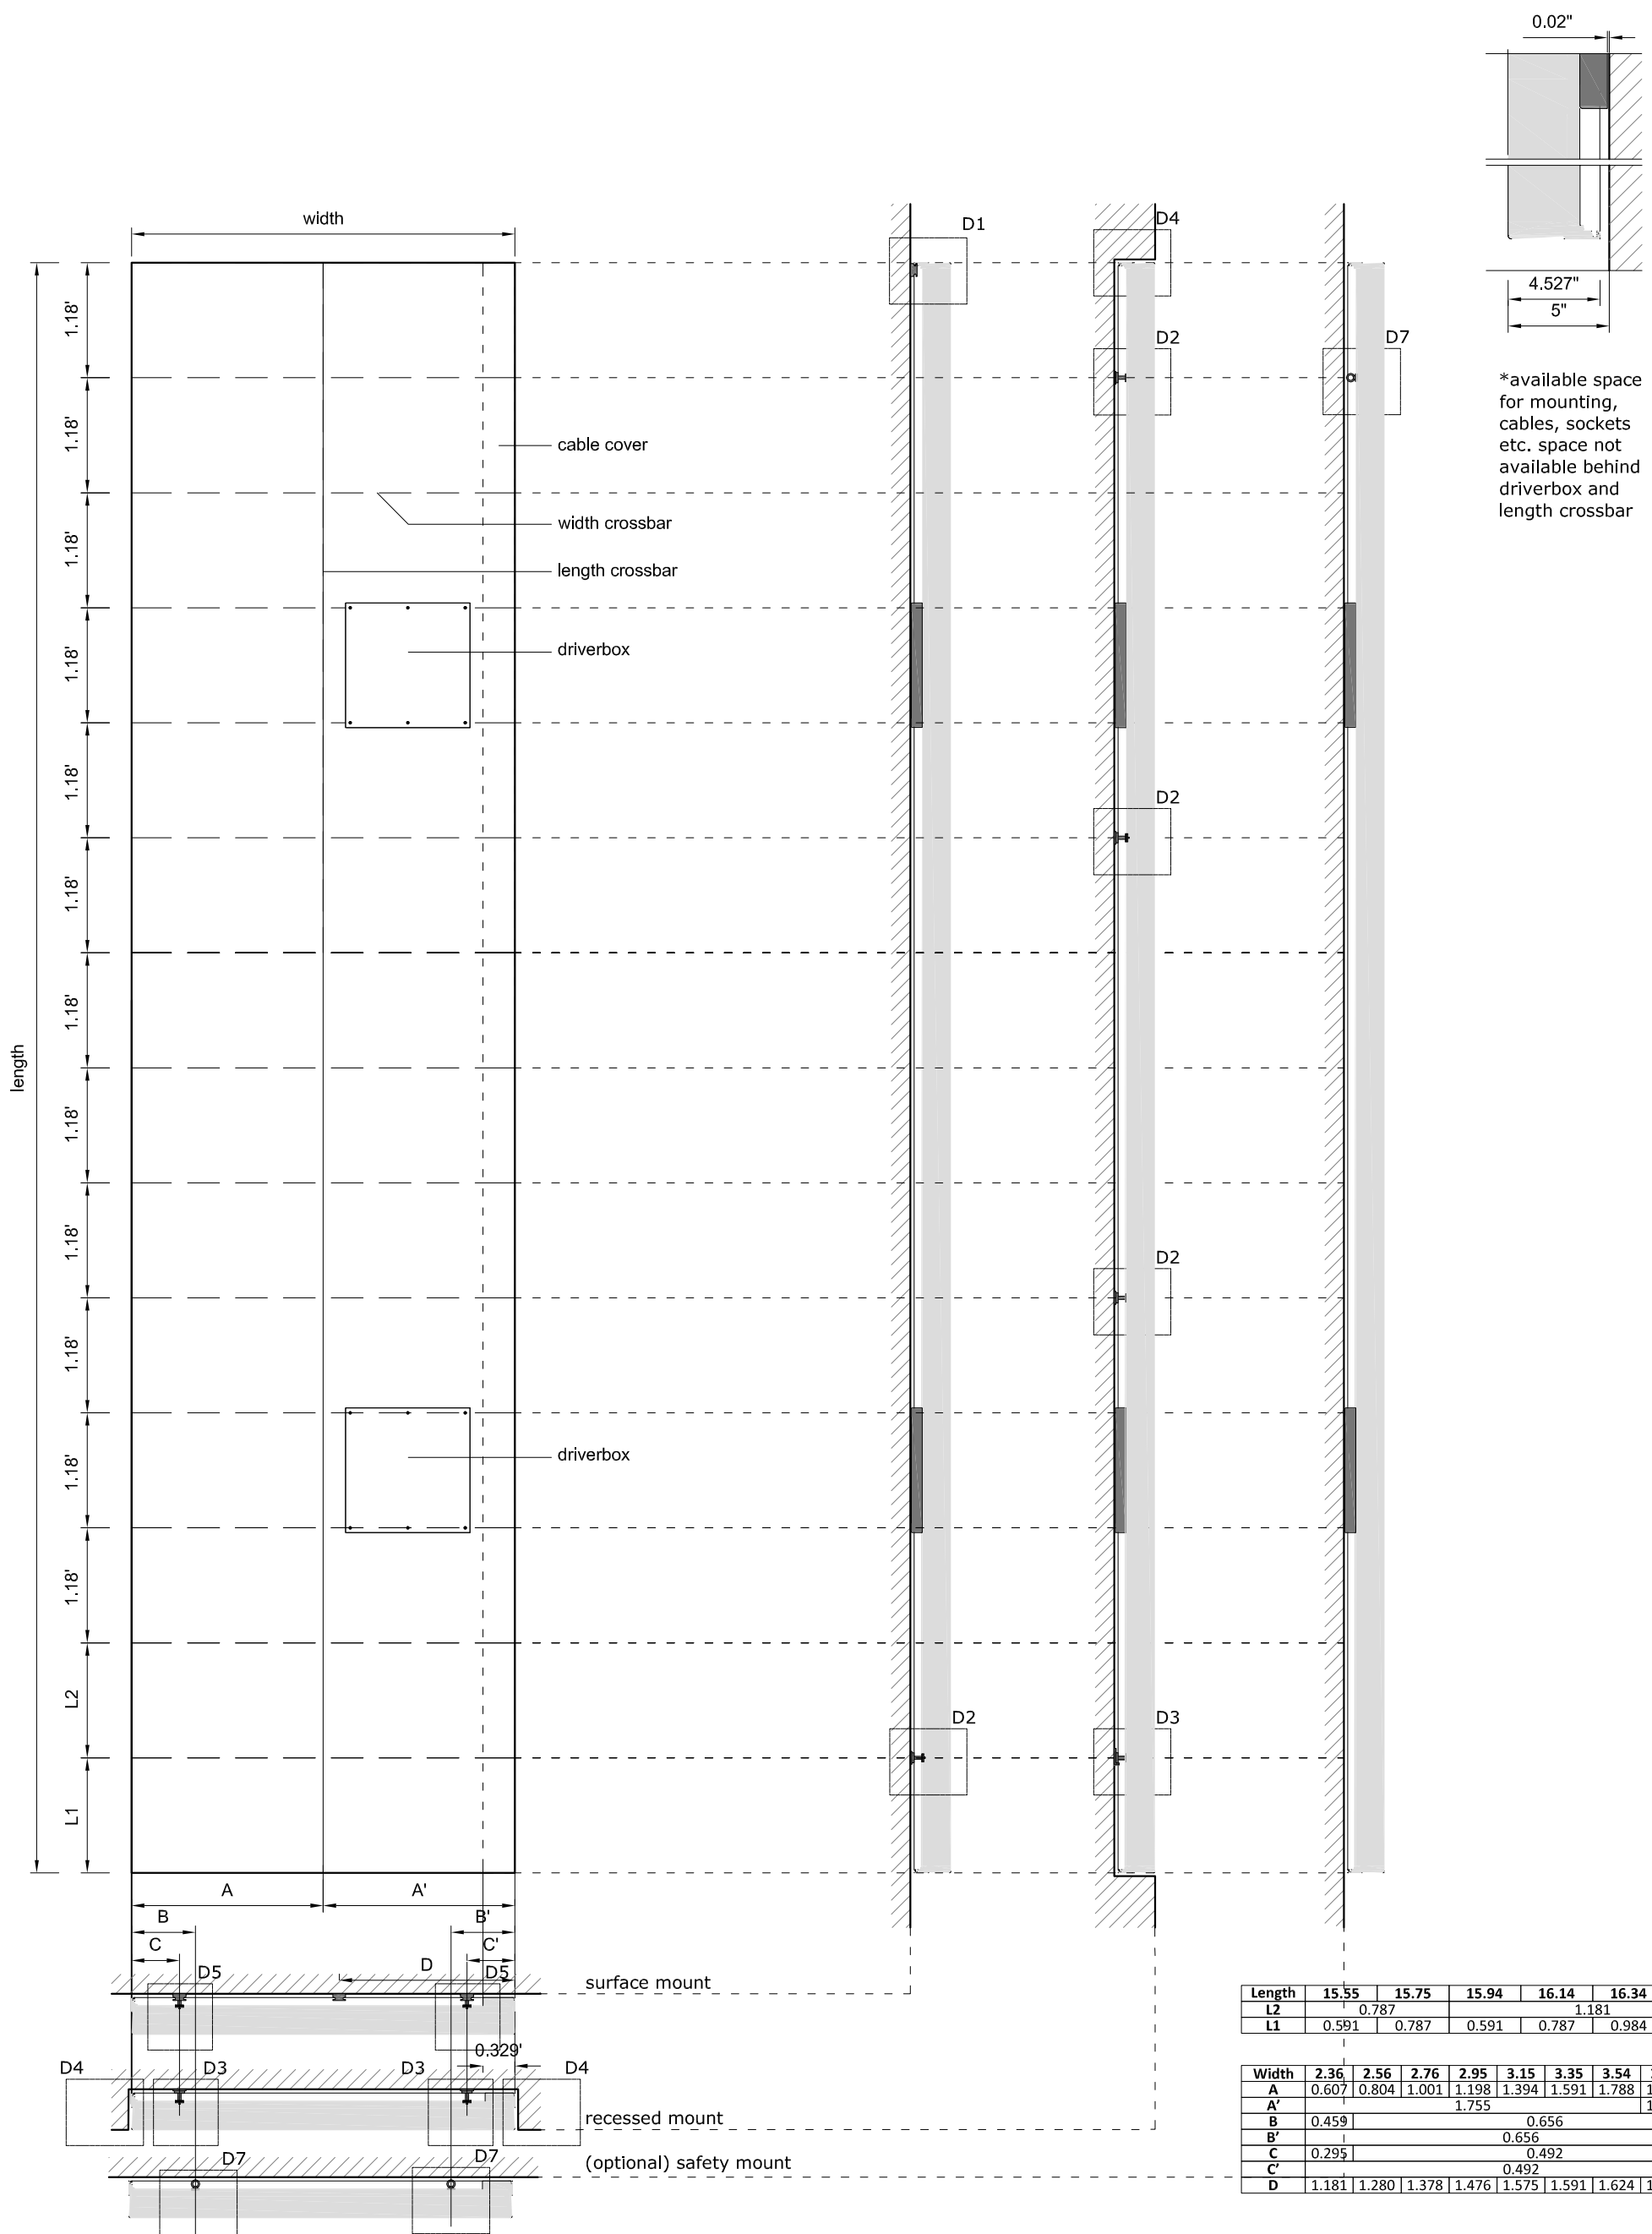 0.02"
4.527"
5"
*available space
for mounting,
cables, sockets
etc. space not
available behind
driverbox and
length crossbar
width
D1
D4
D2
D7
1.18'
1.18'
1.18'
1.18'
1.18'
1.18'
1.18'
1.18'
1.18'
1.18'
1.18'
1.18'
L2
L1
length
cable cover
width crossbar
length crossbar
driverbox
D2
D2
driverbox
D2
D3
A A'
B B'
C C'
D5 D D5
surface mount
0.329'
D4 D3 D3 D4
recessed mount
D7 D7
(optional) safety mount
Length 15.55 15.75 15.94 16.14 16.34
L2 0.787 1.181
L1 0.591 0.787 0.591 0.787 0.984
Width 2.36 2.56 2.76 2.95 3.15 3.35 3.54
A 0.607 0.804 1.001 1.198 1.394 1.591 1.788
A' 1.755
B 0.459 0.656
B' 0.656
C 0.295 0.492
C' 0.492
D 1.181 1.280 1.378 1.476 1.575 1.591 1.624